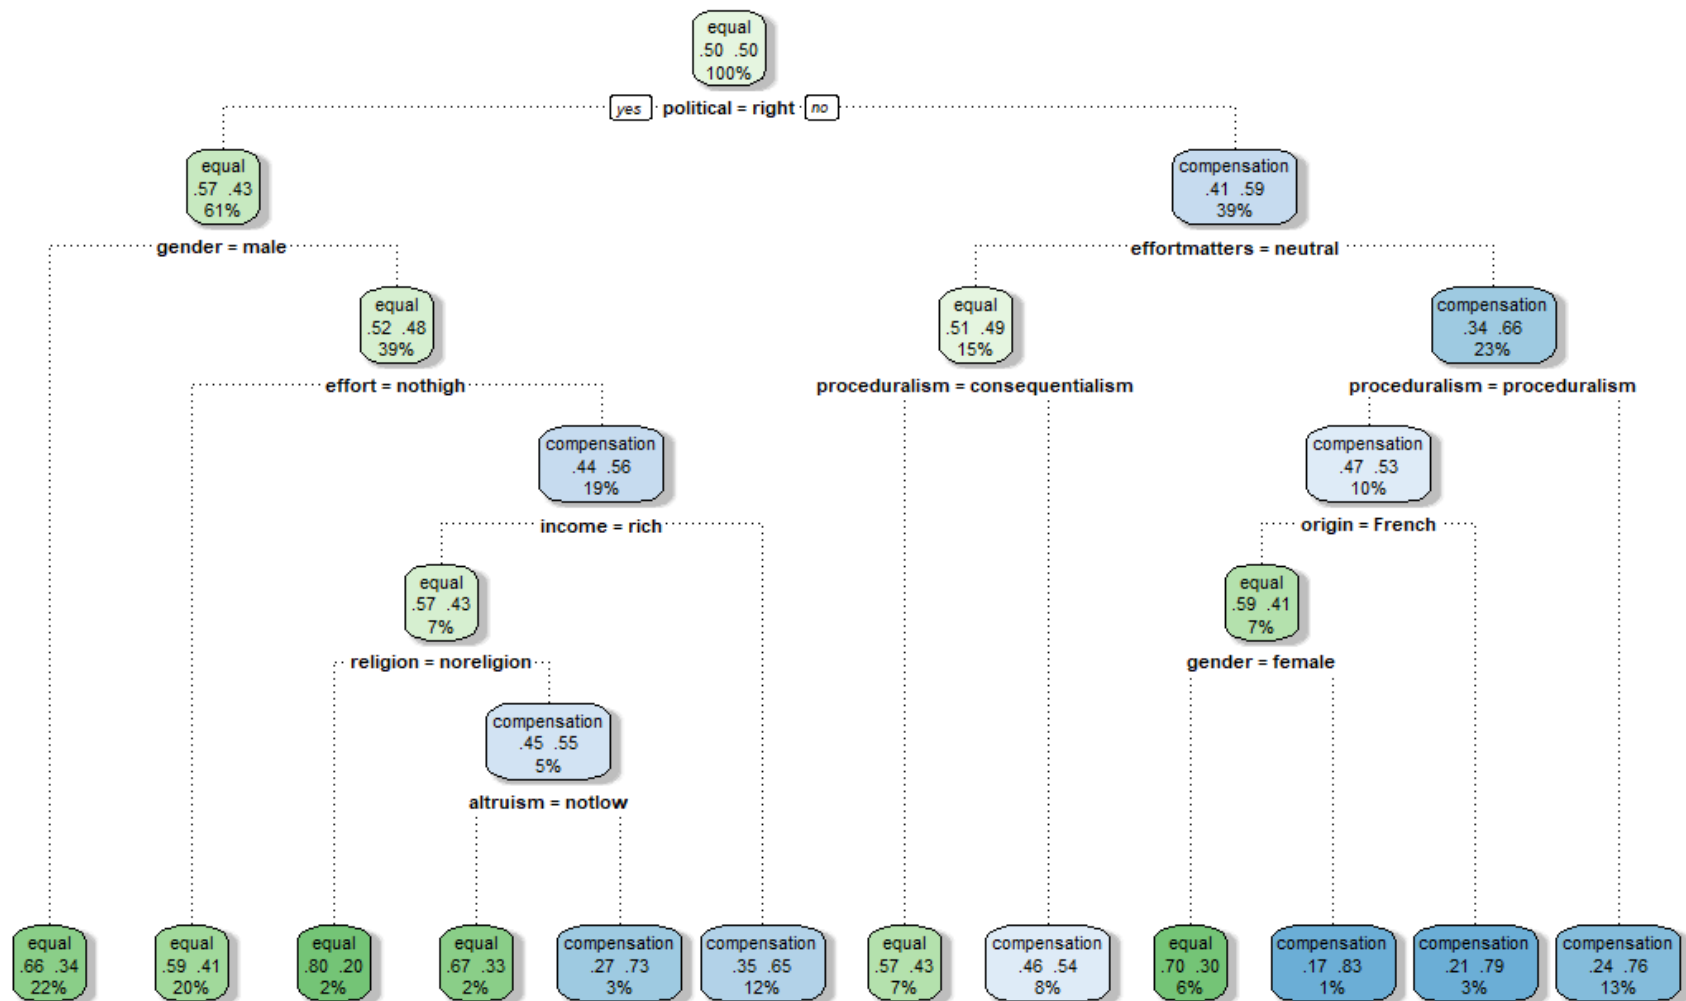 equal
.50 .50
100%
yes political = right no
equal
.57 .43
61%
compensation
.41 .59
39%
gender = male
effortmatters = neutral
equal
.52 .48
39%
equal
.51 .49
15%
compensation
.34 .66
23%
effort = nothigh
proceduralism = consequentialism
proceduralism = proceduralism
compensation
.44 .56
19%
compensation
.47 .53
10%
income = rich
origin = French
equal
.57 .43
7%
equal
.59 .41
7%
religion = noreligion
gender = female
compensation
.45 .55
5%
altruism = notlow
equal
.66 .34
22%
equal
.59 .41
20%
equal
.80 .20
2%
equal
.67 .33
2%
compensation
.27 .73
3%
compensation
.35 .65
12%
equal
.57 .43
7%
compensation
.46 .54
8%
equal
.70 .30
6%
compensation
.17 .83
1%
compensation
.21 .79
3%
compensation
.24 .76
13%